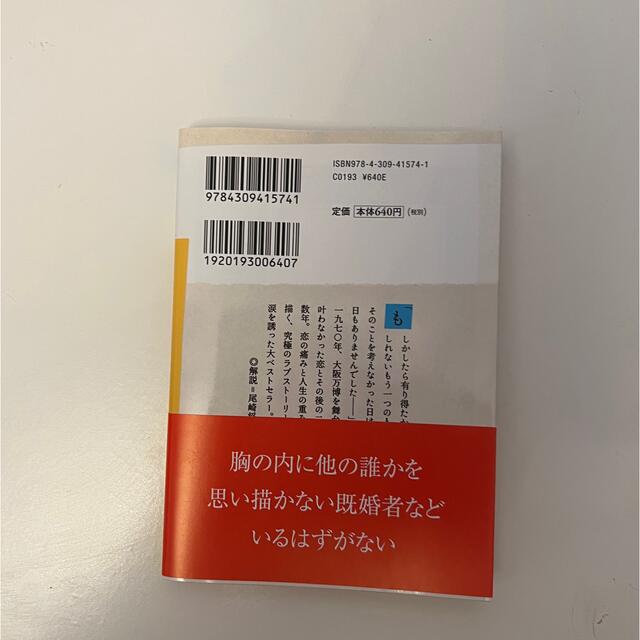 ISBN978-4-309-41574-1
C0193 ¥640E
9784309415741
定価 本体640円(税別)
1920193006407
「も
しかしたら有り得たか
しれないもう一つの
そのことを考えなかった日は
日もありませんでした――」
一九七〇年、大阪万博を舞台
叶わなかった恋とその後の二
数年。恋の痛みと人生の重み
描く、究極のラブストーリー
涙を誘った大ベストセラー。
◎解説=尾崎
胸の内に他の誰かを
思い描かない既婚者など
いるはずがない